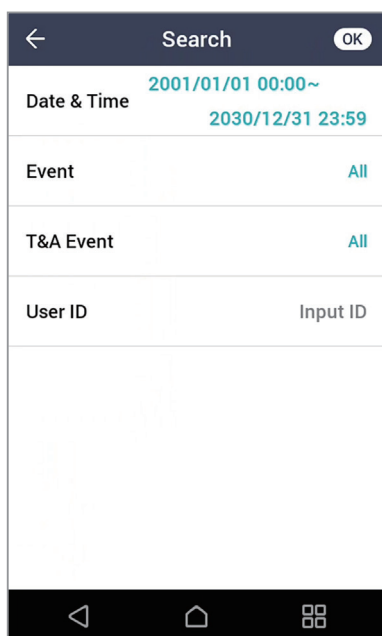 Search
OK
Date & Time
2001/01/01 00:00~
2030/12/31 23:59
Event
All
T&A Event
All
User ID
Input ID